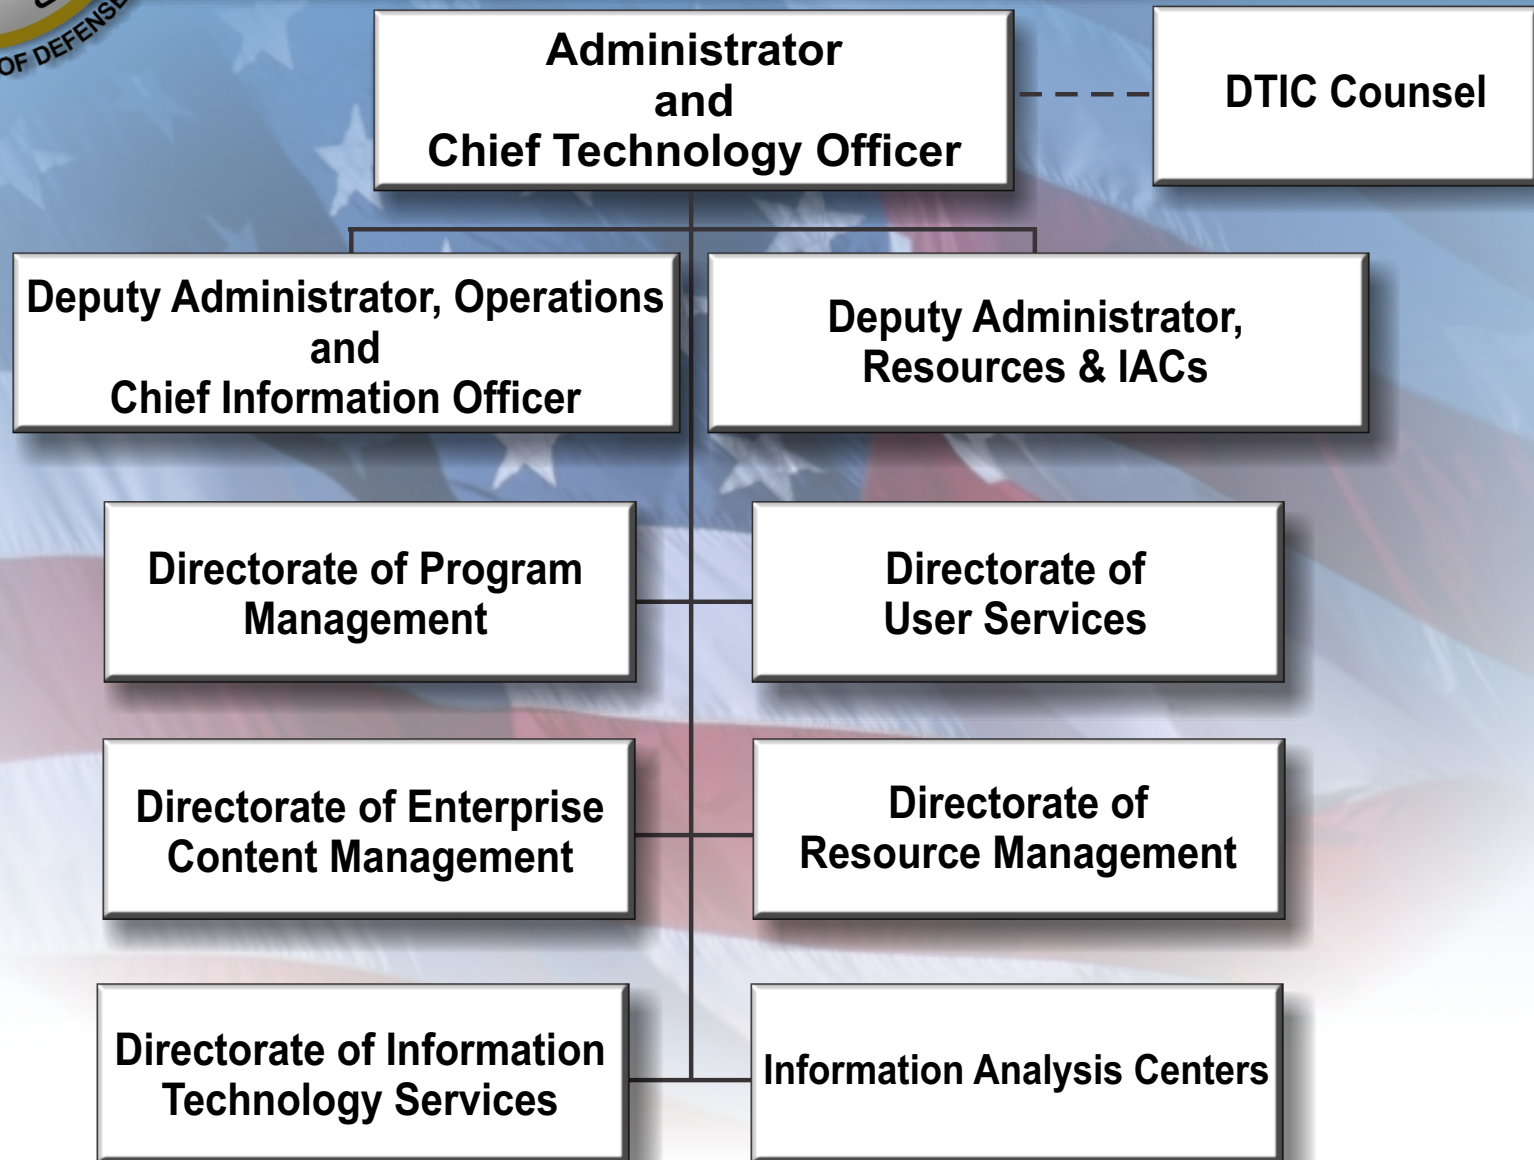 OF DEFENSE
Administrator
and
Chief Technology Officer
DTIC Counsel
Deputy Administrator, Operations
and
Chief Information Officer
Deputy Administrator,
Resources & IACs
Directorate of Program
Management
Directorate of
User Services
Directorate of Enterprise
Content Management
Directorate of
Resource Management
Directorate of Information
Technology Services
Information Analysis Centers